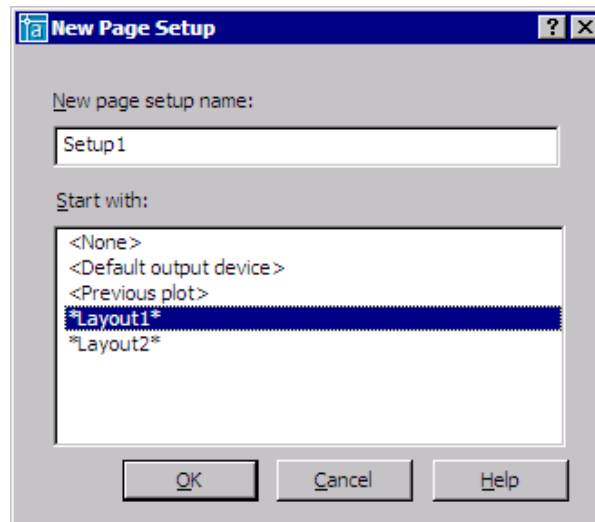 New Page Setup
New page setup name:
Setup1
Start with:
<None>
<Default output device>
<Previous plot>
*Layout1*
*Layout2*
OK Cancel Help